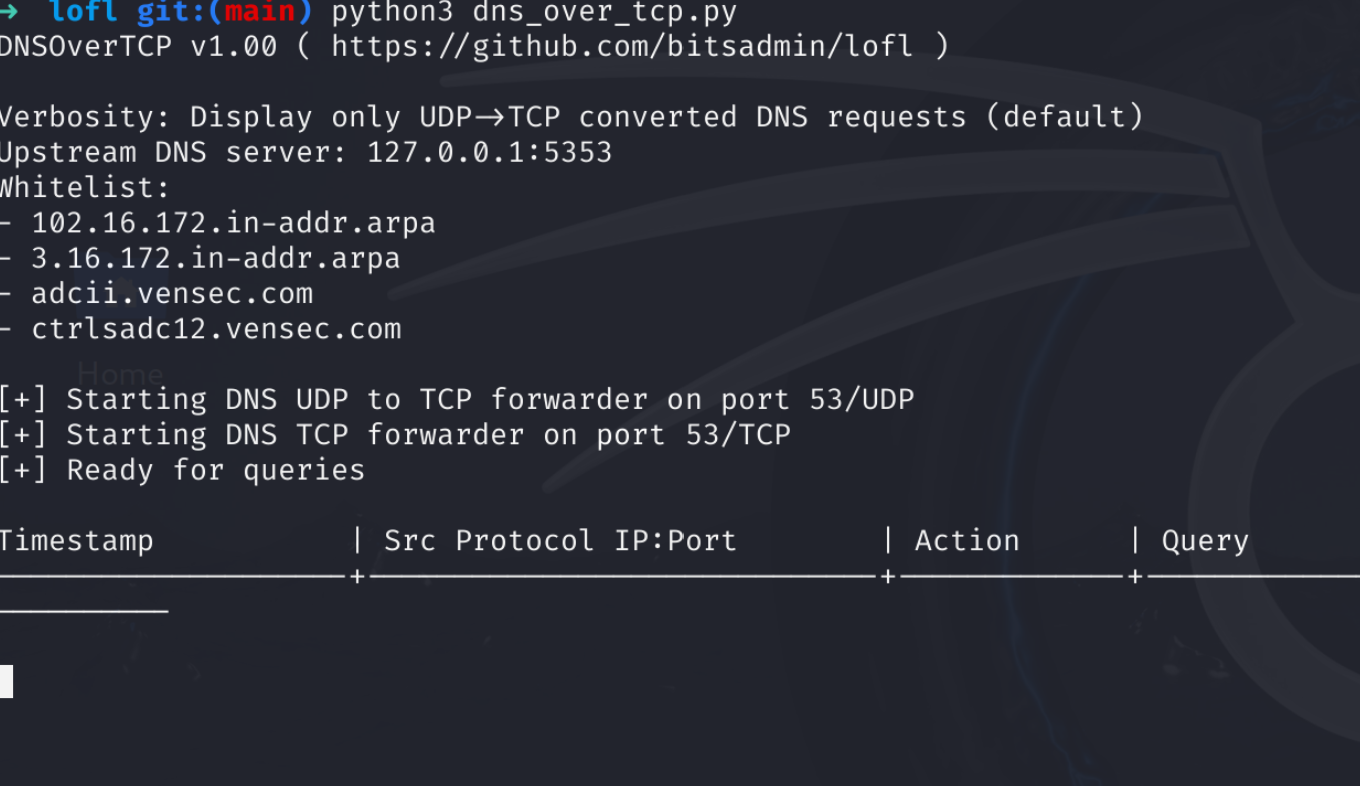 → lofl git:(main) python3 dns_over_tcp.py
DNSOverTCP v1.00 ( https://github.com/bitsadmin/lofl )
Verbosity: Display only UDP→TCP converted DNS requests (default)
Upstream DNS server: 127.0.0.1:5353
Whitelist:
- 102.16.172.in-addr.arpa
- 3.16.172.in-addr.arpa
- adcii.vensec.com
- ctrlsadc12.vensec.com
Home
[+] Starting DNS UDP to TCP forwarder on port 53/UDP
[+] Starting DNS TCP forwarder on port 53/TCP
[+] Ready for queries
Timestamp | Src Protocol IP:Port | Action | Query